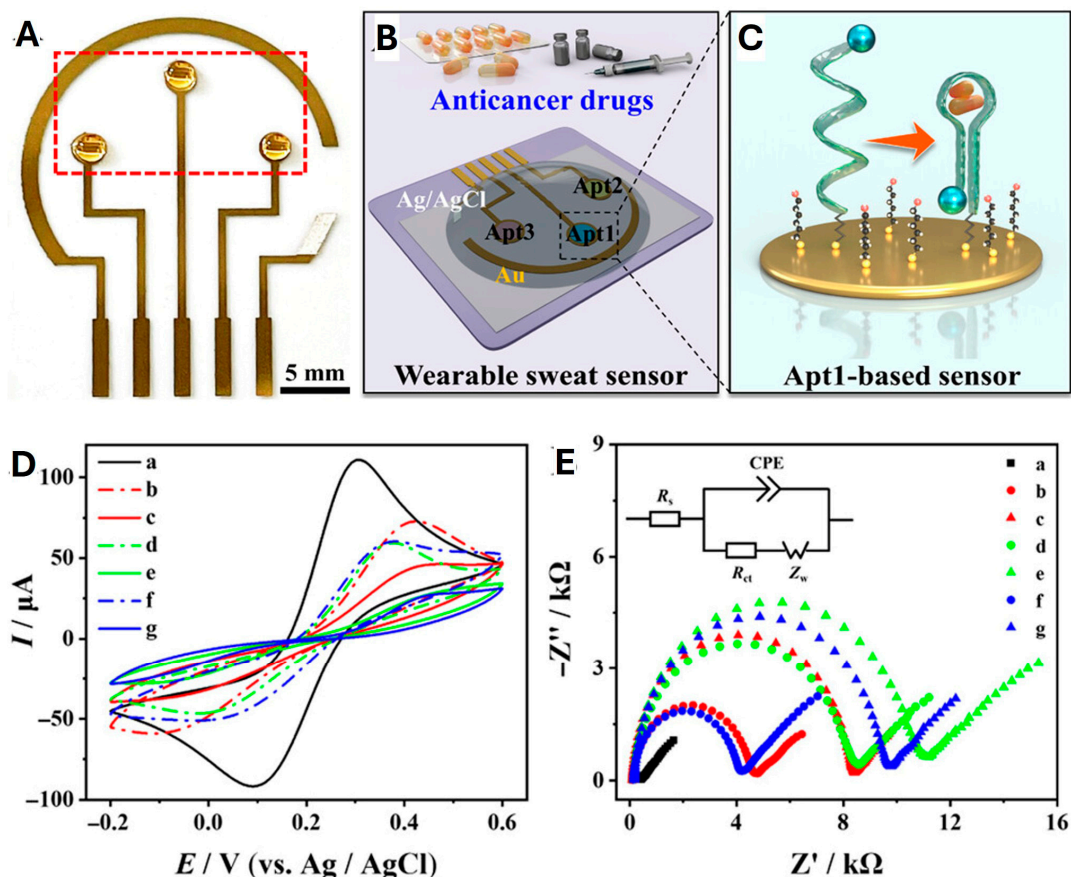 A
5 mm
B
Anticancer drugs
Ag/AgCl
Apt2
Apt3
Apt1
Au
Wearable sweat sensor
C
Apt1-based sensor
D
a
b
c
d
e
f
g
100
50
0
−50
−100
I / μA
−0.2
0.0
0.2
0.4
0.6
E / V (vs. Ag / AgCl)
E
CPE
Rs
Rct
Zw
a
b
c
d
e
f
g
9
6
3
0
−Z'' / kΩ
0
4
8
12
16
Z' / kΩ